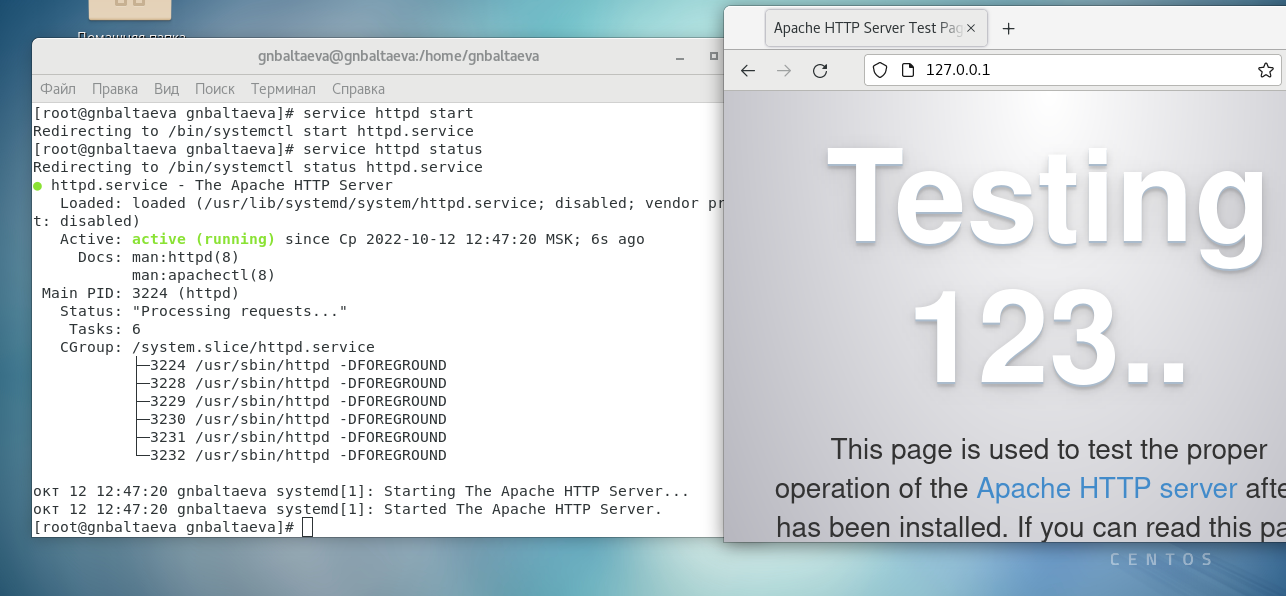 Домашняя папка
gnbaltaeva@gnbaltaeva:/home/gnbaltaeva
Файл Правка Вид Поиск Терминал Справка
[root@gnbaltaeva gnbaltaeva]# service httpd start
Redirecting to /bin/systemctl start httpd.service
[root@gnbaltaeva gnbaltaeva]# service httpd status
Redirecting to /bin/systemctl status httpd.service
● httpd.service - The Apache HTTP Server
   Loaded: loaded (/usr/lib/systemd/system/httpd.service; disabled; vendor pr
t: disabled)
   Active: active (running) since Ср 2022-10-12 12:47:20 MSK; 6s ago
     Docs: man:httpd(8)
           man:apachectl(8)
 Main PID: 3224 (httpd)
   Status: "Processing requests..."
    Tasks: 6
   CGroup: /system.slice/httpd.service
           ├─3224 /usr/sbin/httpd -DFOREGROUND
           ├─3228 /usr/sbin/httpd -DFOREGROUND
           ├─3229 /usr/sbin/httpd -DFOREGROUND
           ├─3230 /usr/sbin/httpd -DFOREGROUND
           ├─3231 /usr/sbin/httpd -DFOREGROUND
           └─3232 /usr/sbin/httpd -DFOREGROUND
окт 12 12:47:20 gnbaltaeva systemd[1]: Starting The Apache HTTP Server...
окт 12 12:47:20 gnbaltaeva systemd[1]: Started The Apache HTTP Server.
[root@gnbaltaeva gnbaltaeva]#
Apache HTTP Server Test Pag
127.0.0.1
Testing
123..
This page is used to test the proper
operation of the Apache HTTP server afte
has been installed. If you can read this pa
CENTOS